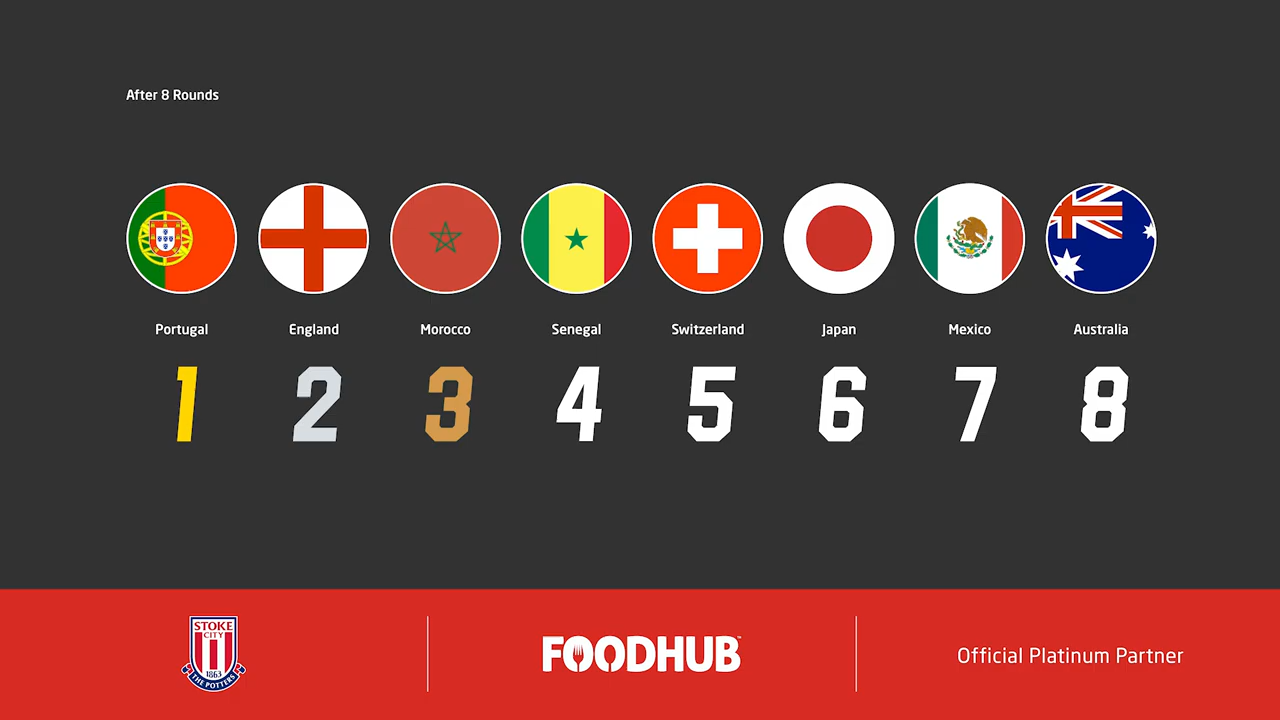 After 8 Rounds
Portugal
England
Morocco
Senegal
Switzerland
Japan
Mexico
Australia
1
2
3
4
5
6
7
8
STOKE
CITY
1863
THE POTTERS
FOODHUB™
Official Platinum Partner